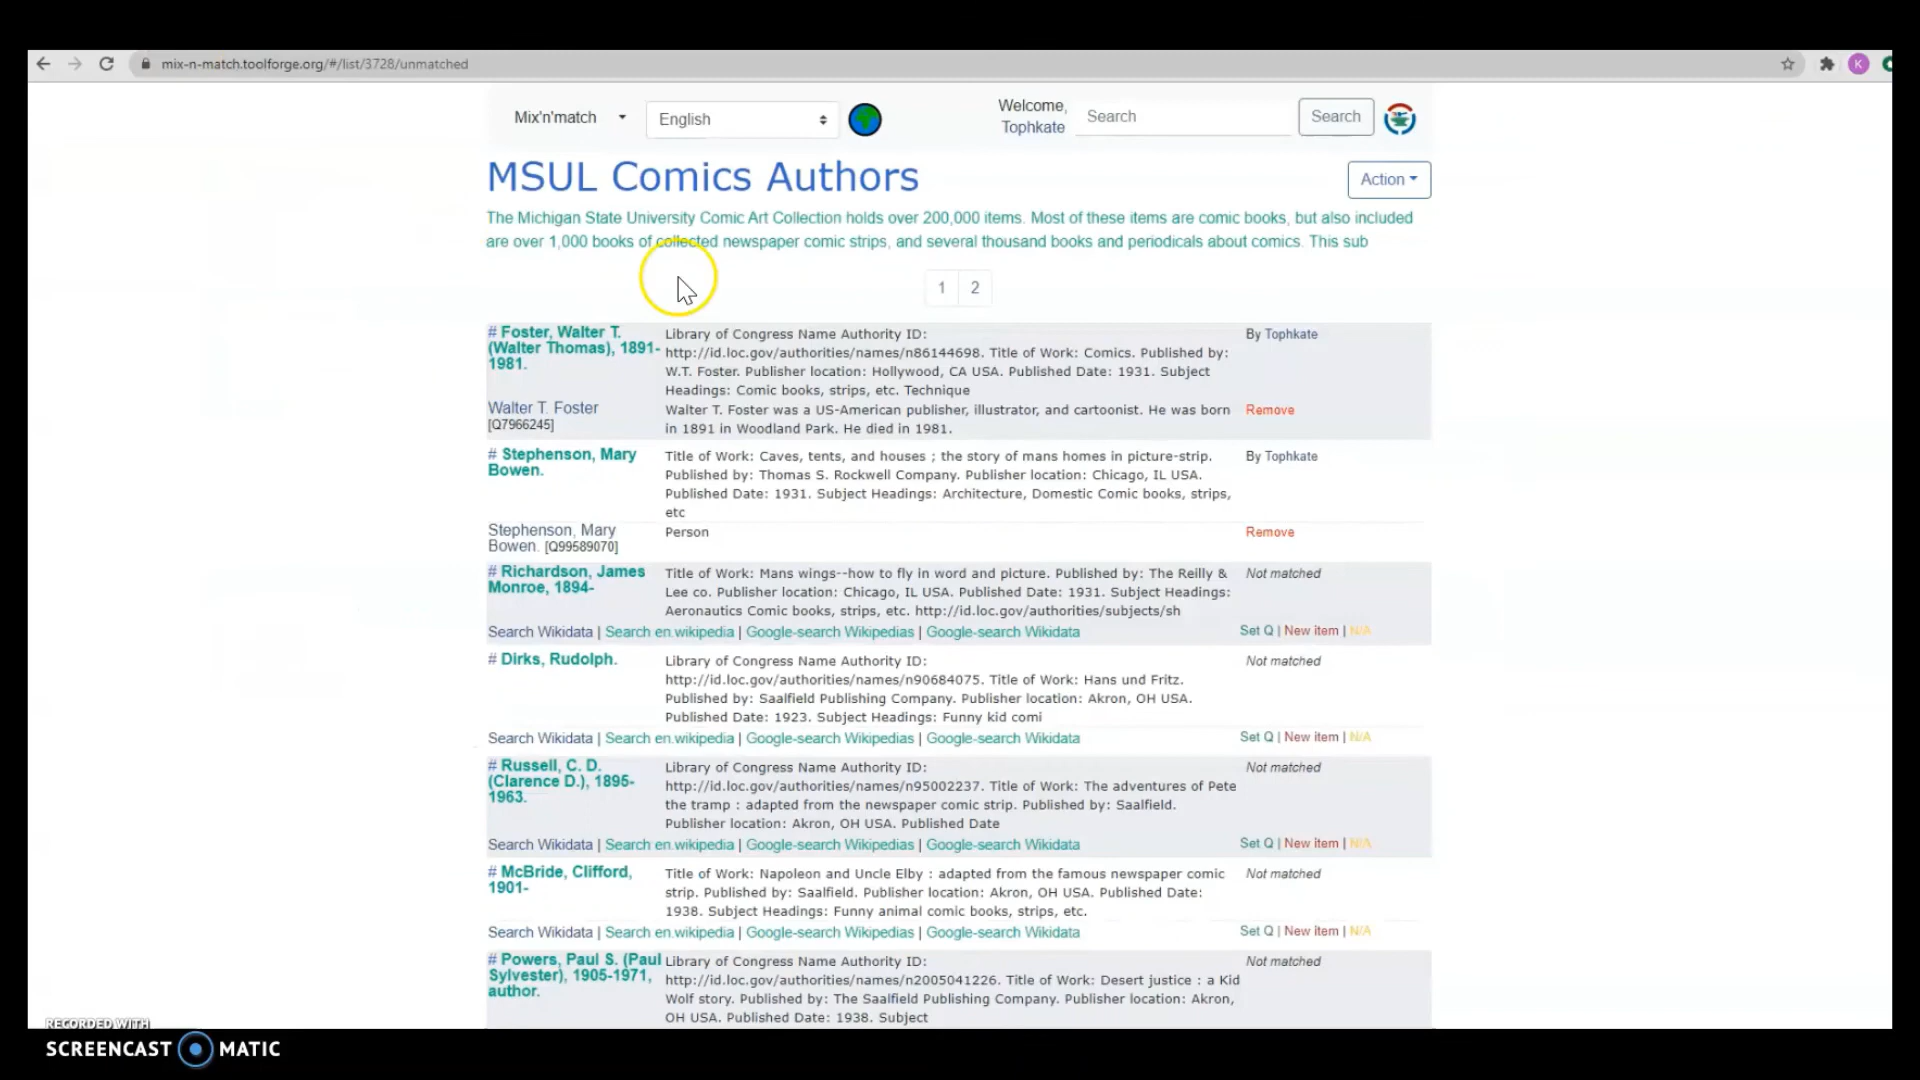 mix-n-match.toolforge.org/#/list/3728/unmatched
K
Mix'n'match
English
Welcome,
Tophkate
Search
Search
MSUL Comics Authors
Action
The Michigan State University Comic Art Collection holds over 200,000 items. Most of these items are comic books, but also included
are over 1,000 books of collected newspaper comic strips, and several thousand books and periodicals about comics. This sub
1 2
# Foster, Walter T.
(Walter Thomas), 1891-
1981.
Library of Congress Name Authority ID:
http://id.loc.gov/authorities/names/n86144698. Title of Work: Comics. Published by:
W.T. Foster. Publisher location: Hollywood, CA USA. Published Date: 1931. Subject
Headings: Comic books, strips, etc. Technique
By Tophkate
Walter T. Foster
[Q7966245]
Walter T. Foster was a US-American publisher, illustrator, and cartoonist. He was born
in 1891 in Woodland Park. He died in 1981.
Remove
# Stephenson, Mary
Bowen.
Title of Work: Caves, tents, and houses ; the story of mans homes in picture-strip.
Published by: Thomas S. Rockwell Company. Publisher location: Chicago, IL USA.
Published Date: 1931. Subject Headings: Architecture, Domestic Comic books, strips,
etc
By Tophkate
Stephenson, Mary
Bowen. [Q99589070]
Person
Remove
# Richardson, James
Monroe, 1894-
Title of Work: Mans wings--how to fly in word and picture. Published by: The Reilly &
Lee co. Publisher location: Chicago, IL USA. Published Date: 1931. Subject Headings:
Aeronautics Comic books, strips, etc. http://id.loc.gov/authorities/subjects/sh
Not matched
Search Wikidata | Search en.wikipedia | Google-search Wikipedias | Google-search Wikidata
Set Q | New item | N/A
# Dirks, Rudolph.
Library of Congress Name Authority ID:
http://id.loc.gov/authorities/names/n90684075. Title of Work: Hans und Fritz.
Published by: Saalfield Publishing Company. Publisher location: Akron, OH USA.
Published Date: 1923. Subject Headings: Funny kid comi
Not matched
Search Wikidata | Search en.wikipedia | Google-search Wikipedias | Google-search Wikidata
Set Q | New item | N/A
# Russell, C. D.
(Clarence D.), 1895-
1963.
Library of Congress Name Authority ID:
http://id.loc.gov/authorities/names/n95002237. Title of Work: The adventures of Pete
the tramp : adapted from the newspaper comic strip. Published by: Saalfield.
Publisher location: Akron, OH USA. Published Date
Not matched
Search Wikidata | Search en.wikipedia | Google-search Wikipedias | Google-search Wikidata
Set Q | New item | N/A
# McBride, Clifford,
1901-
Title of Work: Napoleon and Uncle Elby : adapted from the famous newspaper comic
strip. Published by: Saalfield. Publisher location: Akron, OH USA. Published Date:
1938. Subject Headings: Funny animal comic books, strips, etc.
Not matched
Search Wikidata | Search en.wikipedia | Google-search Wikipedias | Google-search Wikidata
Set Q | New item | N/A
# Powers, Paul S. (Paul
Sylvester), 1905-1971,
author.
Library of Congress Name Authority ID:
http://id.loc.gov/authorities/names/n2005041226. Title of Work: Desert justice : a Kid
Wolf story. Published by: The Saalfield Publishing Company. Publisher location: Akron,
OH USA. Published Date: 1938. Subject
Not matched
RECORDED WITH
SCREENCAST MATIC